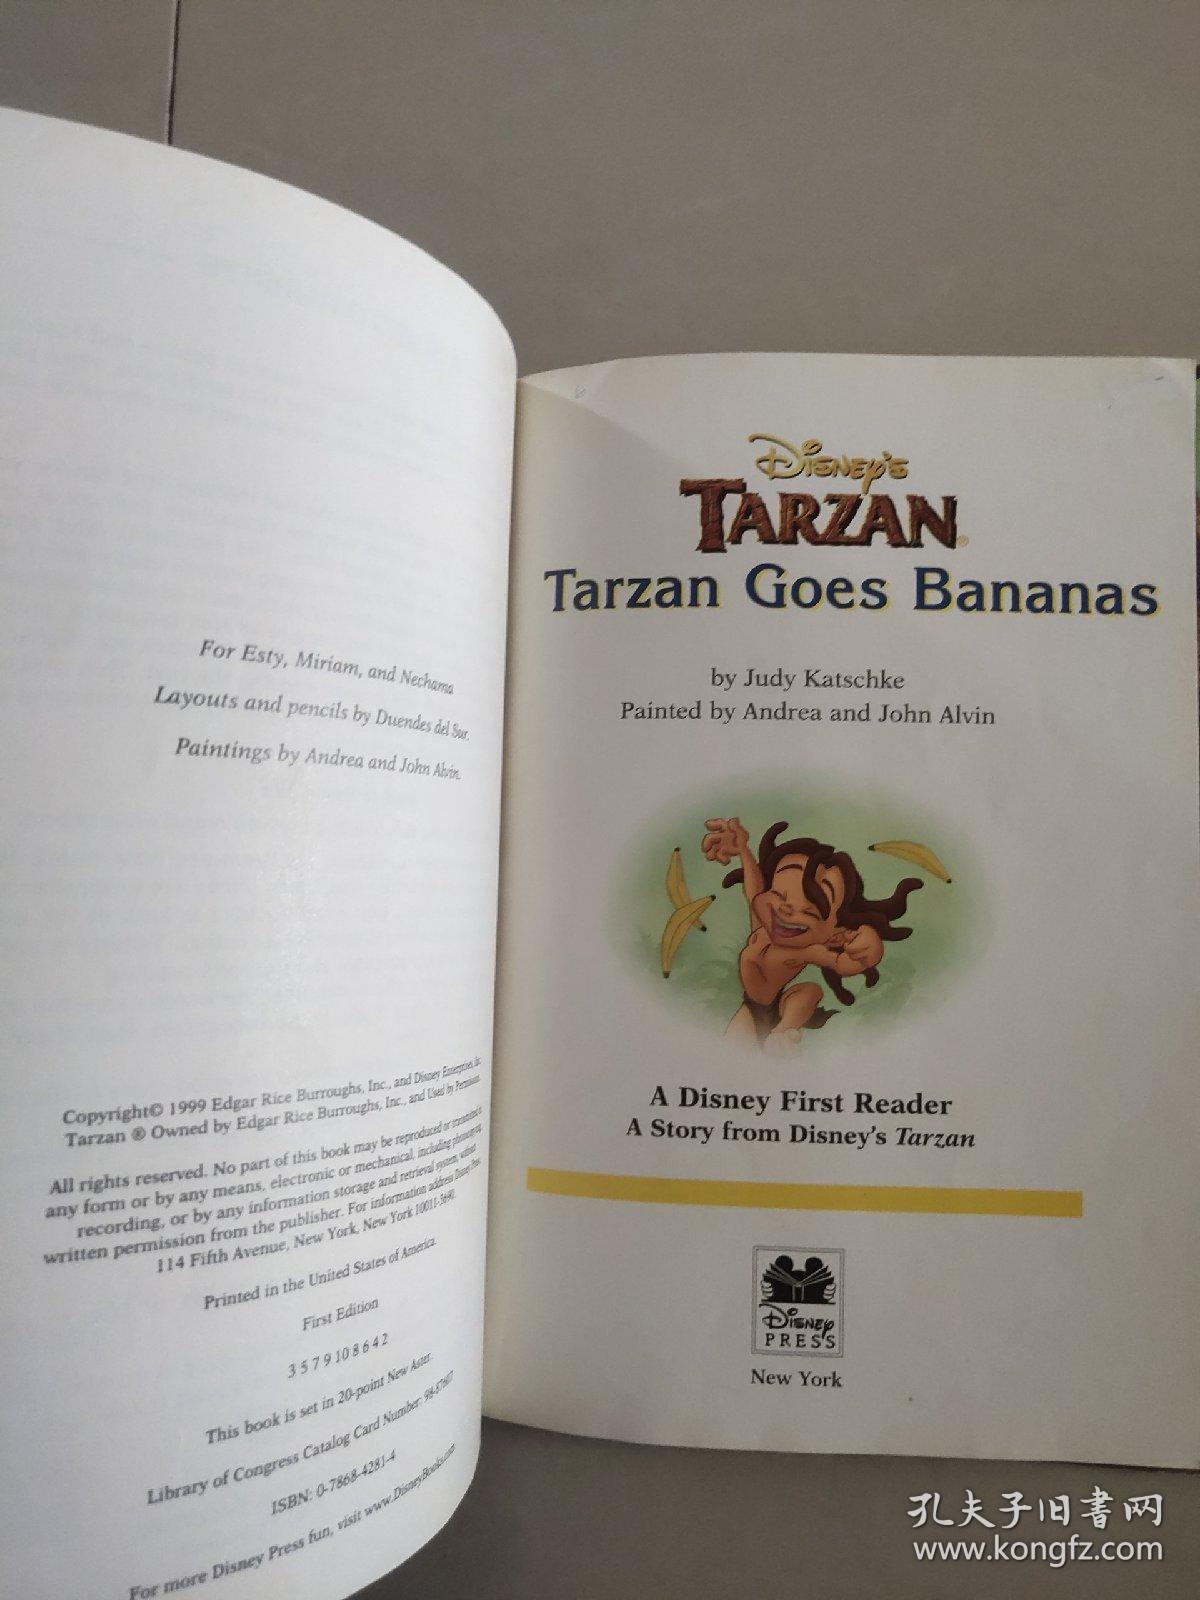 For Esty, Miriam, and Nechama
Layouts and pencils by Duendes del Sur.
Paintings by Andrea and John Alvin.
Copyright© 1999 Edgar Rice Burroughs, Inc., and Disney Enterprises, Inc.
Tarzan ® Owned by Edgar Rice Burroughs, Inc., and Used by Permission.
All rights reserved. No part of this book may be reproduced or transmitted in
any form or by any means, electronic or mechanical, including photocopying,
recording, or by any information storage and retrieval system, without
written permission from the publisher. For information address Disney Press,
114 Fifth Avenue, New York, New York 10011-5690.
Printed in the United States of America.
First Edition
3 5 7 9 10 8 6 4 2
This book is set in 20-point New Aster.
Library of Congress Catalog Card Number: 98-87607
ISBN: 0-7868-4281-4
For more Disney Press fun, visit www.DisneyBooks.com
Disney's
TARZAN®
Tarzan Goes Bananas
by Judy Katschke
Painted by Andrea and John Alvin
A Disney First Reader
A Story from Disney's Tarzan
Disney
PRESS
New York
孔夫子旧书网
www.kongfz.com